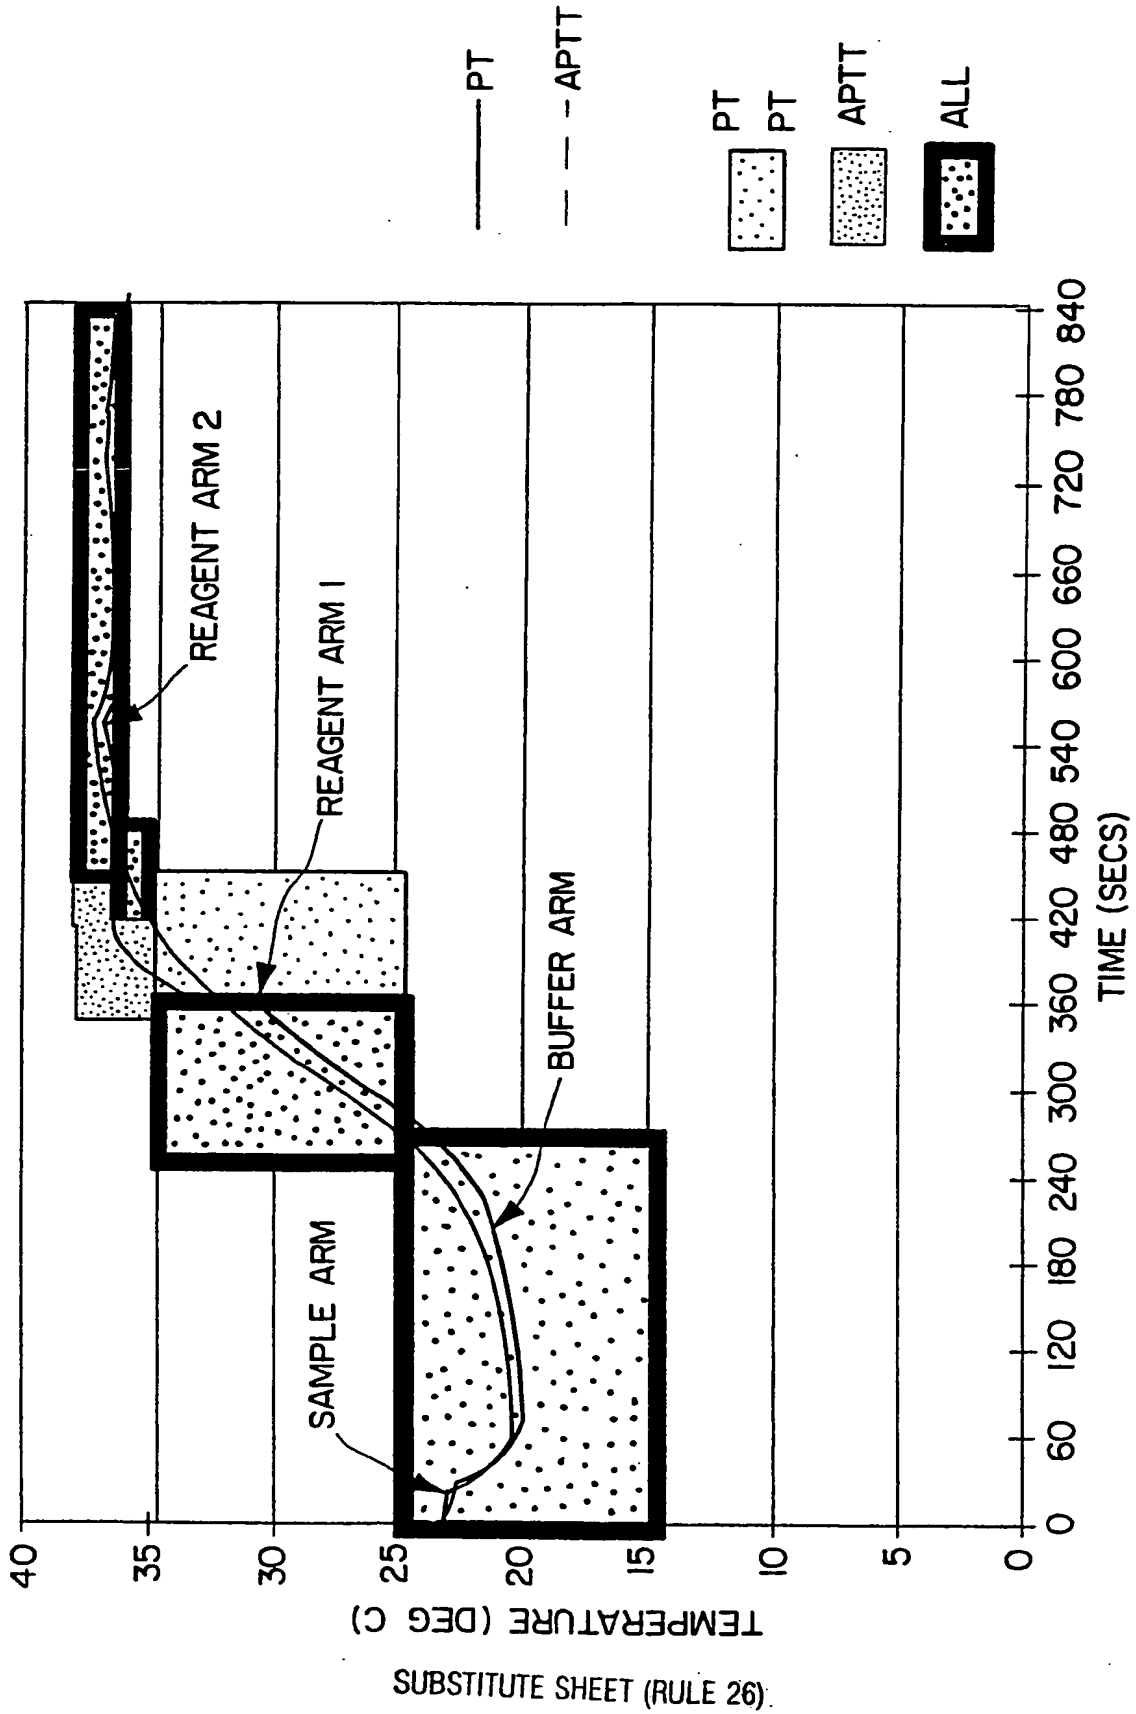 40
35
30
25
20
15
10
5
0
TEMPERATURE (DEG C)
0 60 120 180 240 300 360 420 480 540 600 660 720 780 840
TIME (SECS)
SAMPLE ARM
BUFFER ARM
REAGENT ARM 1
REAGENT ARM 2
PT
APTT
PT
PT
APTT
ALL
SUBSTITUTE SHEET (RULE 26)